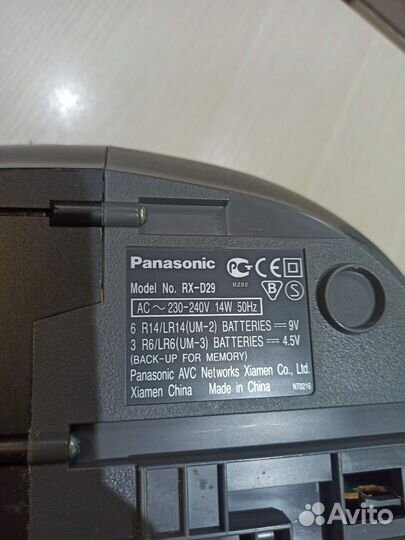 Panasonic
BZ02
Model No. RX-D29
B S
AC ~ 230-240V 14W 50Hz
6 R14/LR14(UM-2) BATTERIES ⎓ 9V
3 R6/LR6(UM-3) BATTERIES ⎓ 4.5V
(BACK-UP FOR MEMORY)
Panasonic AVC Networks Xiamen Co., Ltd.
Xiamen China Made in China
NT0216
Avito